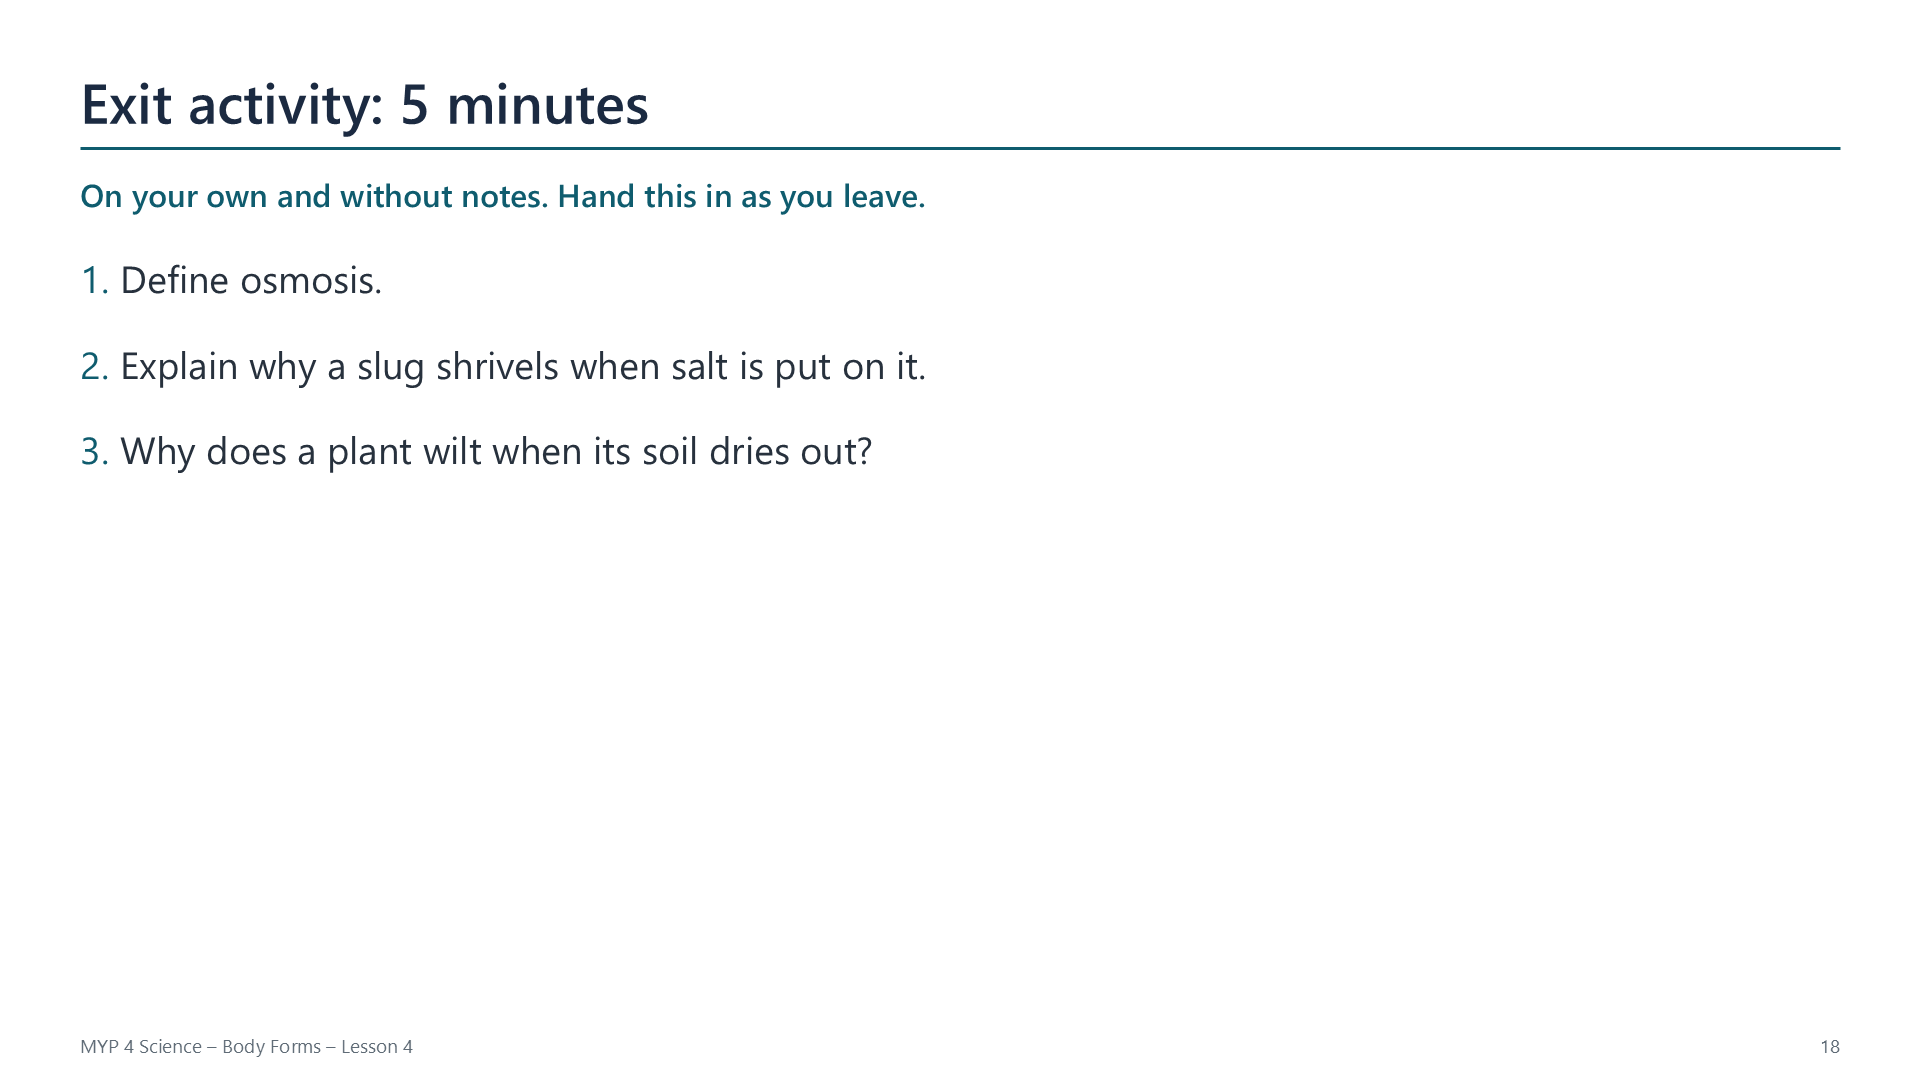 Exit activity: 5 minutes
On your own and without notes. Hand this in as you leave.
1. Define osmosis.
2. Explain why a slug shrivels when salt is put on it.
3. Why does a plant wilt when its soil dries out?
MYP 4 Science – Body Forms – Lesson 4
18